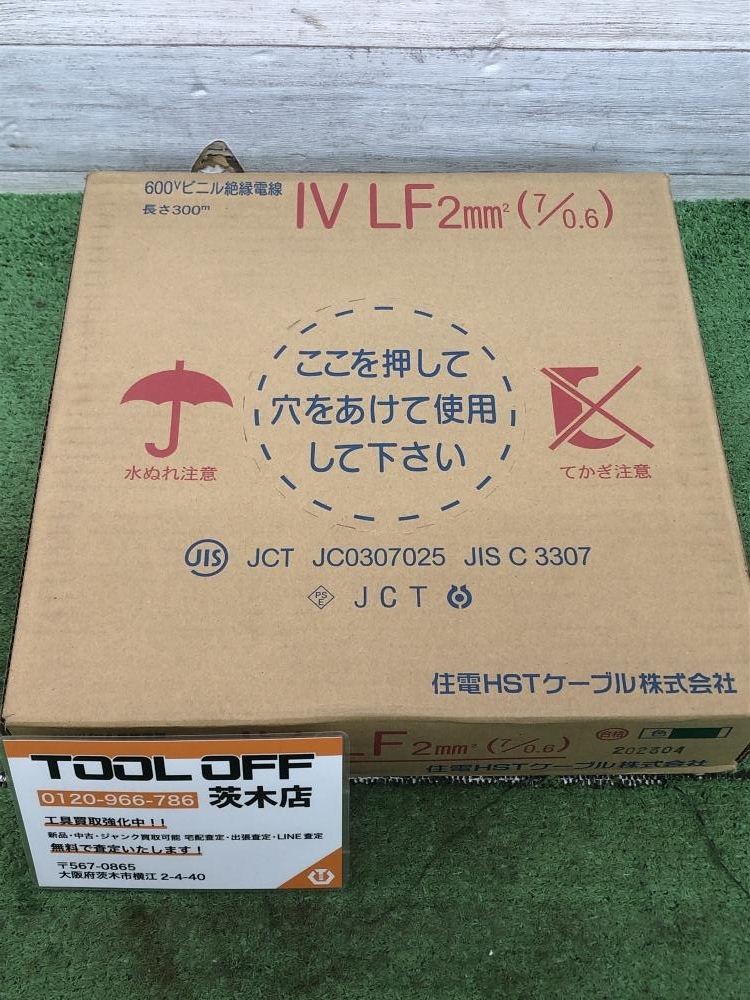 600Vビニル絶縁電線
長さ300m
IV LF 2mm² (7/0.6)
ここを押して
穴をあけて使用
して下さい
水ぬれ注意
てかぎ注意
JIS JCT JC0307025 JIS C 3307
PS E JCT
住電HSTケーブル株式会社
LF 2mm² (7/0.6)
合格
色
202304
住電HSTケーブル株式会社
TOOL OFF
0120-966-786 茨木店
工具買取強化中！！
新品・中古・ジャンク買取可能 宅配査定・出張査定・LINE査定
無料で査定いたします！
〒567-0865
大阪府茨木市横江 2-4-40